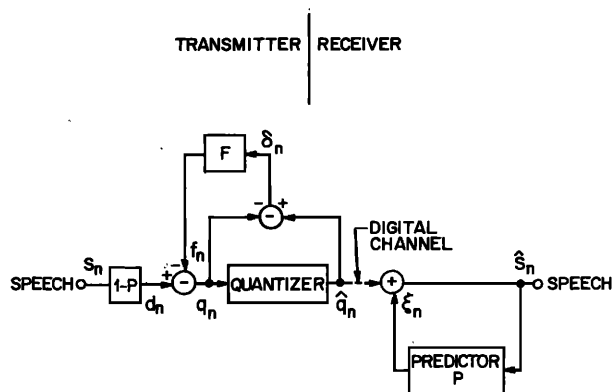 TRANSMITTER | RECEIVER
F
δn
- +
-
DIGITAL
CHANNEL
fn
SPEECH
Sn
1-P
+ -
-
dn
qn
QUANTIZER
q̂n
+
ξn
Ŝn
SPEECH
PREDICTOR
P